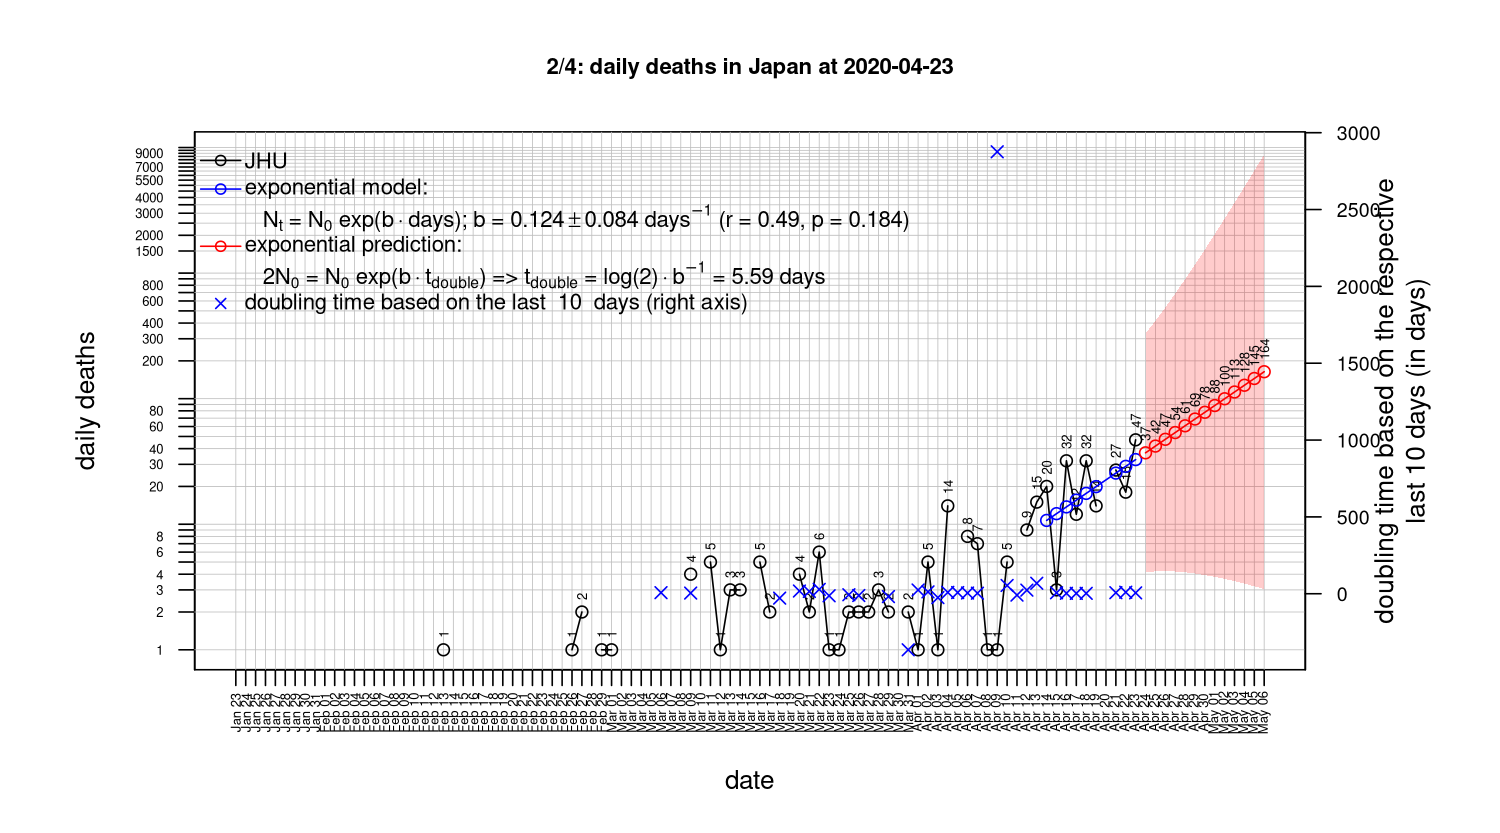 2/4: daily deaths in Japan at 2020-04-23
JHU
exponential model:
Nt = N0 exp(b · days); b = 0.124 ± 0.084 days−1 (r = 0.49, p = 0.184)
exponential prediction:
2N0 = N0 exp(b · tdouble) => tdouble = log(2) · b−1 = 5.59 days
doubling time based on the last 10 days (right axis)
daily deaths
9000
7000
5500
4000
3000
2000
1500
800
600
400
300
200
80
60
40
30
20
8
6
4
3
2
1
1
1
2
1
1
4
5
1
3
3
5
2
4
6
1
1
2
3
2
5
1
14
8
7
1
1
5
9
15
20
3
32
32
27
47
37
42
47
54
61
69
78
88
100
113
128
145
164
3000
2500
2000
1500
1000
500
0
doubling time based on the respective
last 10 days (in days)
Jan 23
Jan 24
Jan 25
Jan 26
Jan 27
Jan 28
Jan 29
Jan 30
Jan 31
Feb 01
Feb 02
Feb 03
Feb 04
Feb 05
Feb 06
Feb 07
Feb 08
Feb 09
Feb 10
Feb 11
Feb 12
Feb 13
Feb 14
Feb 15
Feb 16
Feb 17
Feb 18
Feb 19
Feb 20
Feb 21
Feb 22
Feb 23
Feb 24
Feb 25
Feb 26
Feb 27
Feb 28
Feb 29
Mar 01
Mar 02
Mar 03
Mar 04
Mar 05
Mar 06
Mar 07
Mar 08
Mar 09
Mar 10
Mar 11
Mar 12
Mar 13
Mar 14
Mar 15
Mar 16
Mar 17
Mar 18
Mar 19
Mar 20
Mar 21
Mar 22
Mar 23
Mar 24
Mar 25
Mar 26
Mar 27
Mar 28
Mar 29
Mar 30
Mar 31
Apr 01
Apr 02
Apr 03
Apr 04
Apr 05
Apr 06
Apr 07
Apr 08
Apr 09
Apr 10
Apr 11
Apr 12
Apr 13
Apr 14
Apr 15
Apr 16
Apr 17
Apr 18
Apr 19
Apr 20
Apr 21
Apr 22
Apr 23
Apr 24
Apr 25
Apr 26
Apr 27
Apr 28
Apr 29
Apr 30
May 01
May 02
May 03
May 04
May 05
May 06
date